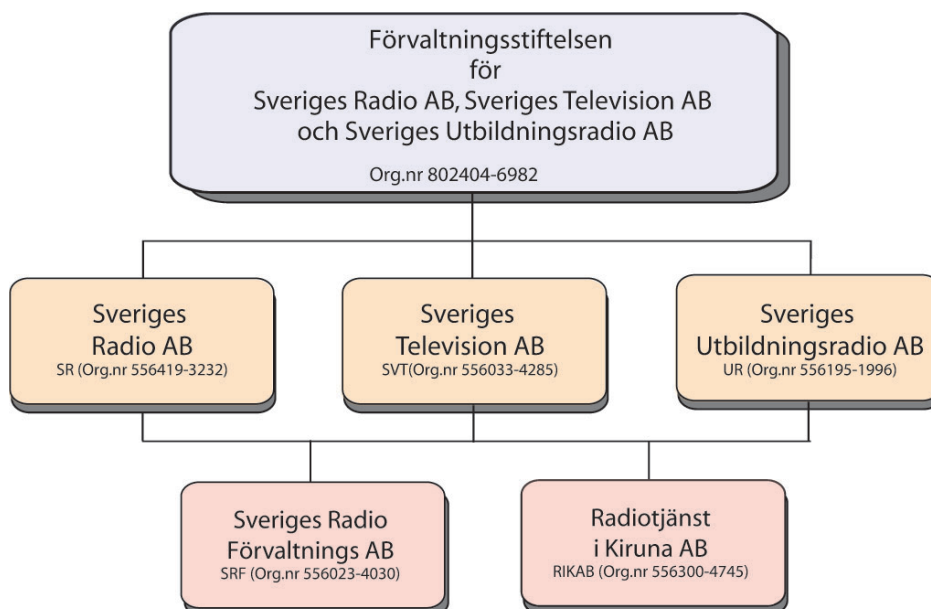 Förvaltningsstiftelsen
för
Sveriges Radio AB, Sveriges Television AB
och Sveriges Utbildningsradio AB
Org.nr 802404-6982
Sveriges
Radio AB
SR (Org.nr 556419-3232)
Sveriges
Television AB
SVT(Org.nr 556033-4285)
Sveriges
Utbildningsradio AB
UR (Org.nr 556195-1996)
Sveriges Radio
Förvaltnings AB
SRF (Org.nr 556023-4030)
Radiotjänst
i Kiruna AB
RIKAB (Org.nr 556300-4745)